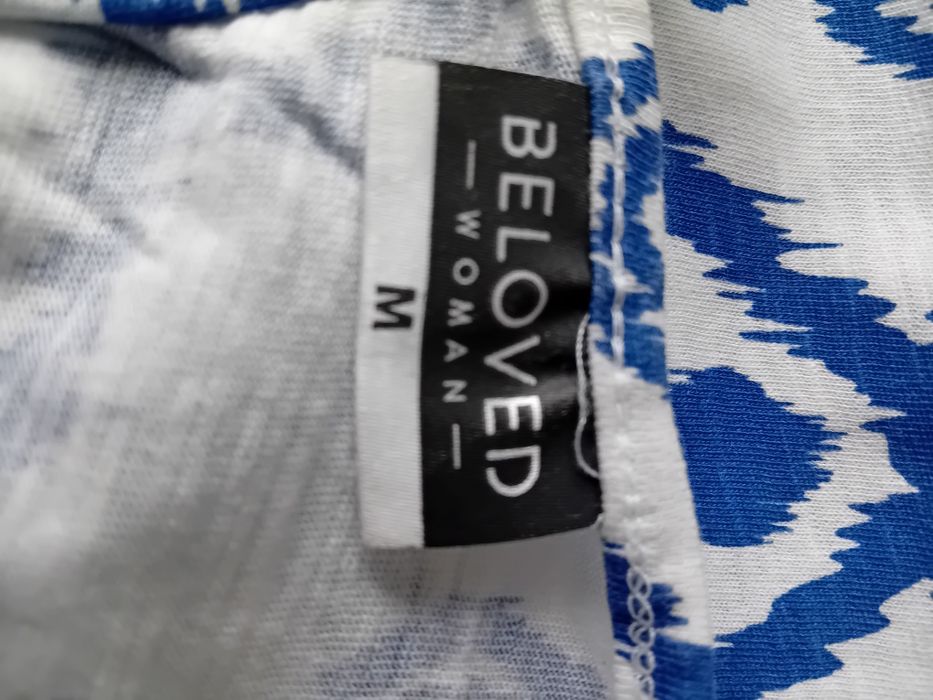 BELOVED
— WOMAN —
M